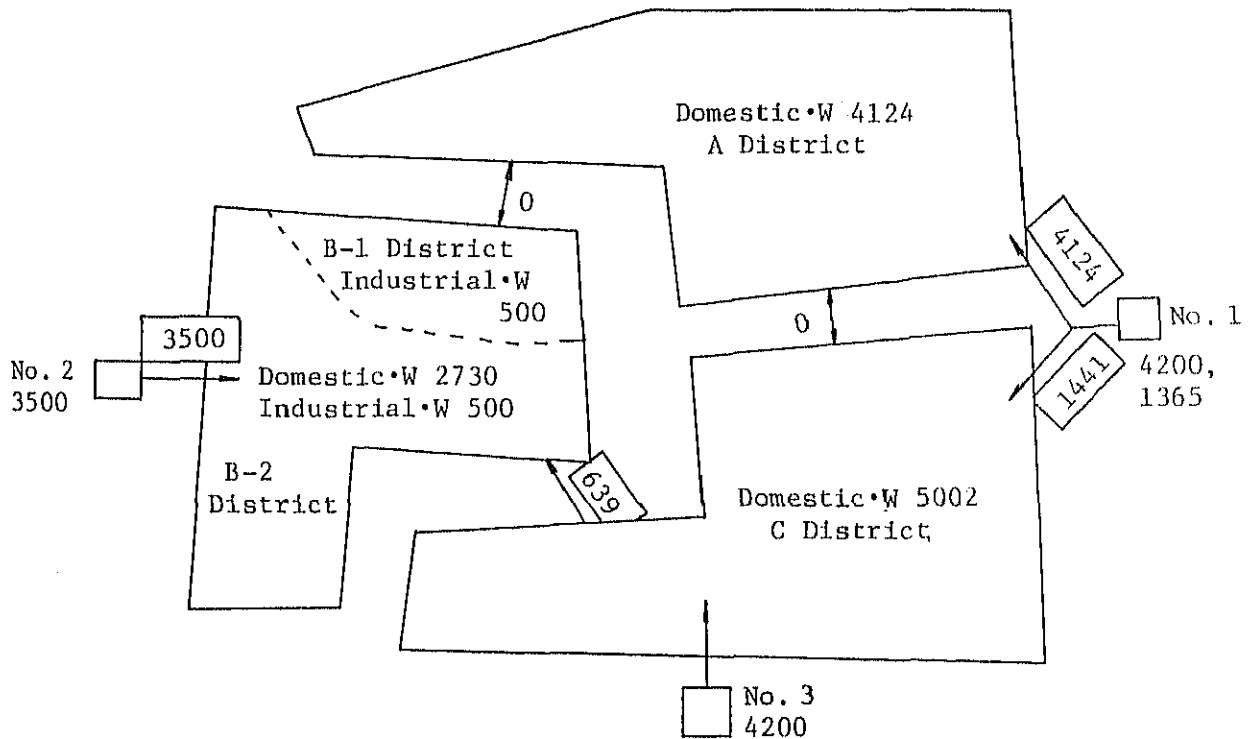 Domestic•W 4124
A District
0
B-1 District
Industrial•W
500
4124
No. 1
4200,
1365
0
1441
3500
No. 2
3500
Domestic•W 2730
Industrial•W 500
B-2
District
639
Domestic•W 5002
C District
No. 3
4200